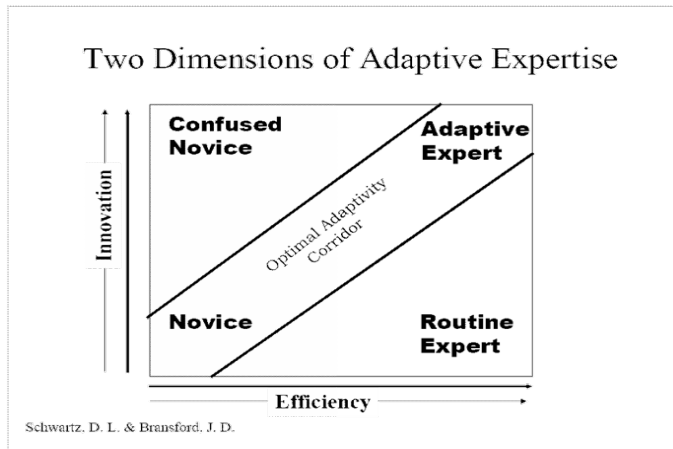 Two Dimensions of Adaptive Expertise
Confused
Novice
Adaptive
Expert
Innovation
Optimal Adaptivity
Corridor
Novice
Routine
Expert
Efficiency
Schwartz, D. L. & Bransford, J. D.